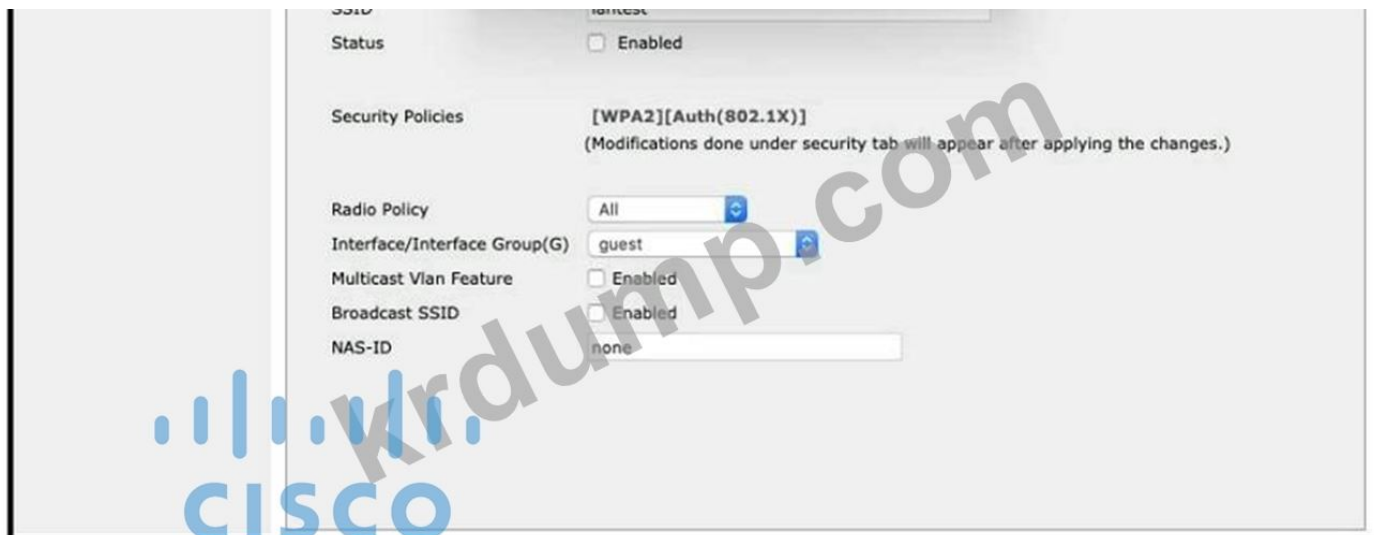 SSID lantest
Status Enabled
Security Policies [WPA2][Auth(802.1X)]
(Modifications done under security tab will appear after applying the changes.)
Radio Policy All
Interface/Interface Group(G) guest
Multicast Vlan Feature Enabled
Broadcast SSID Enabled
NAS-ID none
krdump.com
CISCO